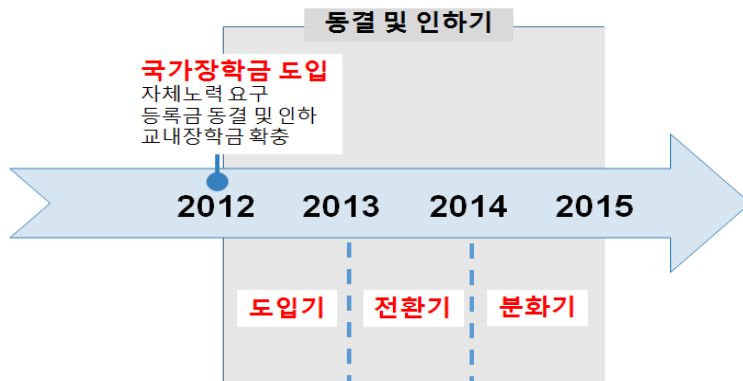 동결 및 인하기
국가장학금 도입
자체노력 요구
등록금 동결 및 인하
교내장학금 확충
2012 2013 2014 2015
도입기 전환기 분화기